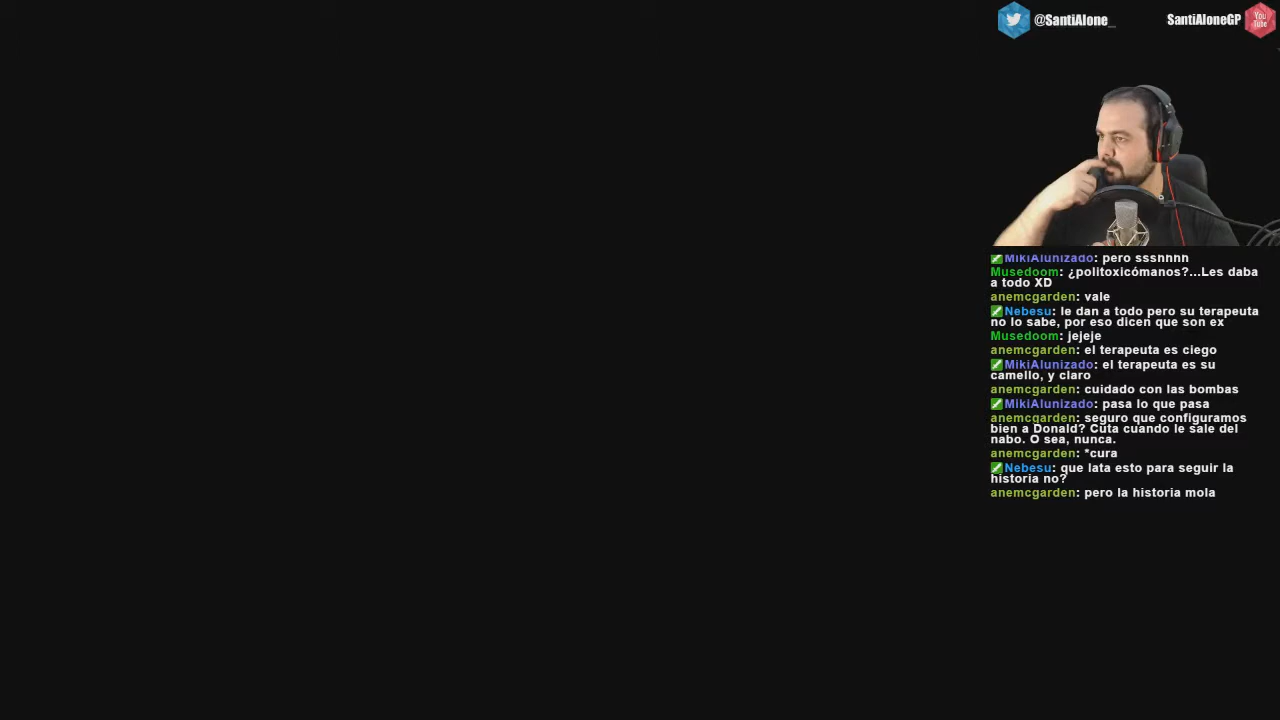 @SantiAlone_
SantiAloneGP
You
Tube
MikiAlunizado: pero ssshhhh
Musedoom: ¿politoxicómanos?...Les daba
a todo XD
anemcgarden: vale
Nebesu: le dan a todo pero su terapeuta
no lo sabe, por eso dicen que son ex
Musedoom: jejeje
anemcgarden: el terapeuta es ciego
MikiAlunizado: el terapeuta es su
camello, y claro
anemcgarden: cuidado con las bombas
MikiAlunizado: pasa lo que pasa
anemcgarden: seguro que configuramos
bien a Donald? Cuta cuando le sale del
nabo. O sea, nunca.
anemcgarden: *cura
Nebesu: que lata esto para seguir la
historia no?
anemcgarden: pero la historia mola